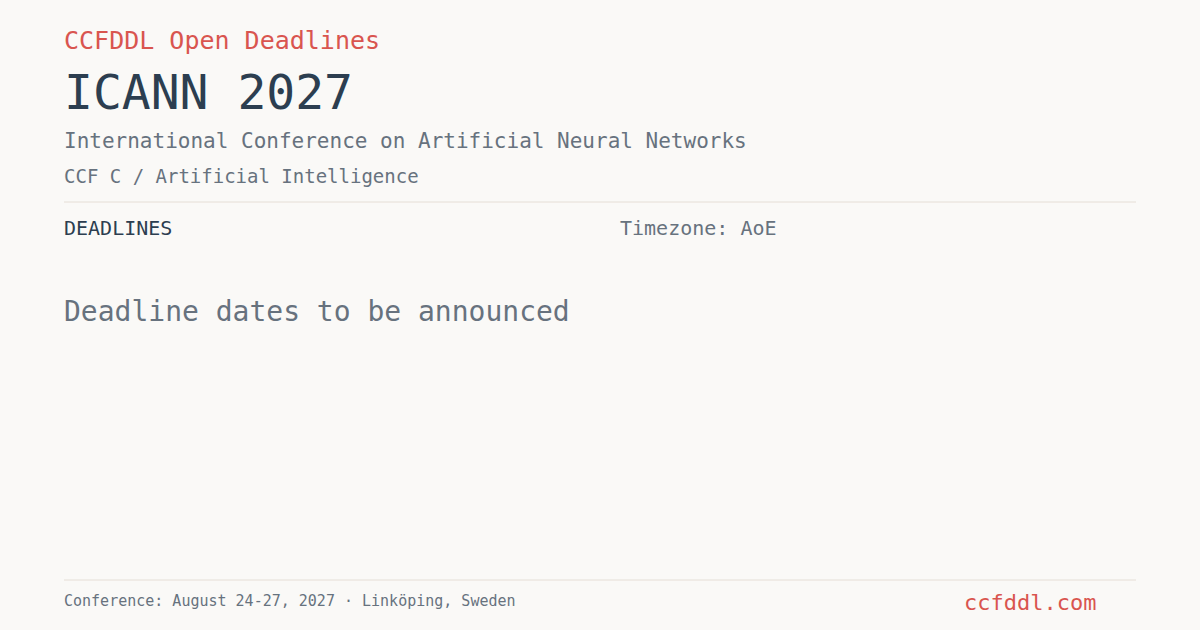 CCFDDL Open Deadlines
ICANN 2027
International Conference on Artificial Neural Networks
CCF C / Artificial Intelligence
DEADLINES
Timezone: AoE
Deadline dates to be announced
Conference: August 24-27, 2027 · Linköping, Sweden
ccfddl.com